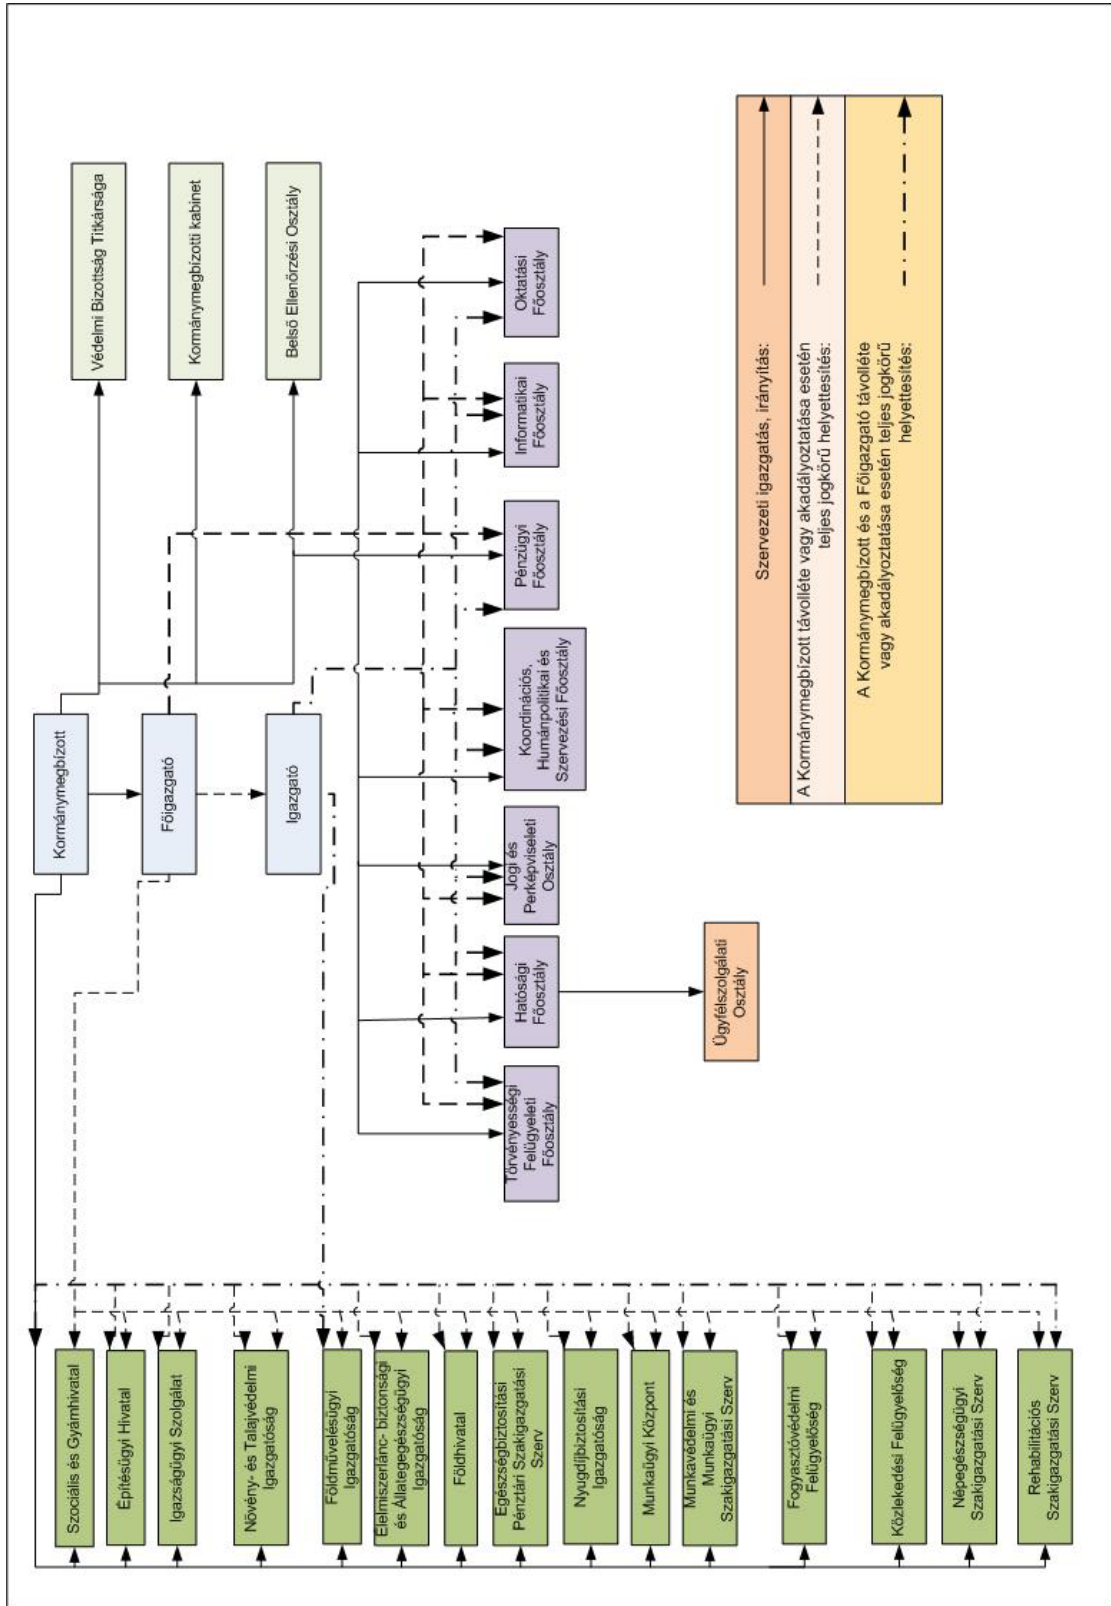 Kormánymegbízott
Főigazgató
Igazgató
Védelmi Bizottság Titkársága
Kormánymegbízotti kabinet
Belső Ellenőrzési Osztály
Szociális és Gyámhivatal
Építésügyi Hivatal
Igazságügyi Szolgálat
Növény- és Talajvédelmi
Igazgatóság
Földművelésügyi
Igazgatóság
Élelmiszerlánc- biztonsági
és Állategegészségügyi
Igazgatóság
Földhivatal
Egészségbiztosítási
Pénztári Szakigazgatási
Szerv
Nyugdíjbiztosítási
Igazgatóság
Munkaügyi Központ
Munkavédelmi és
Munkaügyi
Szakigazgatási Szerv
Fogyasztóvédelmi
Felügyelőség
Közlekedési Felügyelőség
Népegészségügyi
Szakigazgatási Szerv
Rehabilitációs
Szakigazgatási Szerv
Törvényességi
Felügyeleti
Főosztály
Hatósági
Főosztály
Jogi és
Perképviseleti
Osztály
Koordinációs,
Humánpolitikai és
Szervezési Főosztály
Pénzügyi
Főosztály
Informatikai
Főosztály
Oktatási
Főosztály
Ügyfélszolgálati
Osztály
Szervezeti igazgatás, irányítás:
A Kormánymegbízott távolléte vagy akadályoztatása esetén
teljes jogkörű helyettesítés:
A Kormánymegbízott és a Főigazgató távolléte
vagy akadályoztatása esetén teljes jogkörű
helyettesítés: